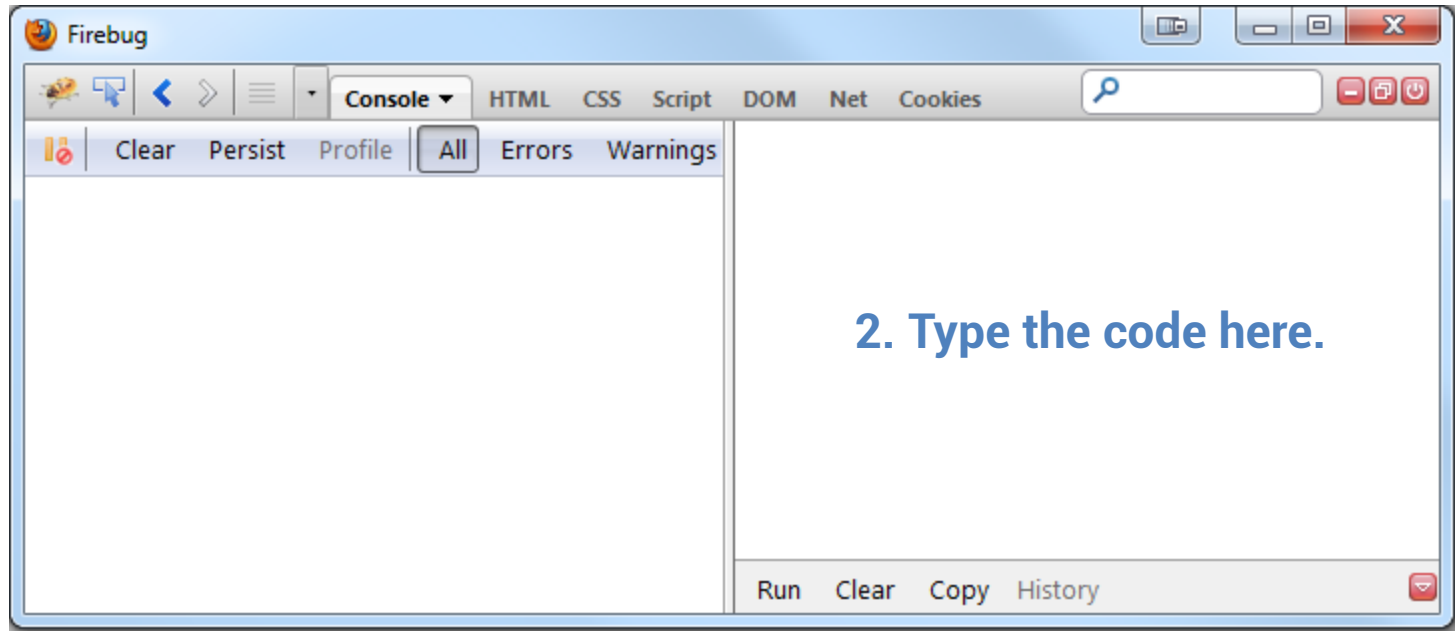 Firebug
Console HTML CSS Script DOM Net Cookies
Clear Persist Profile All Errors Warnings
2. Type the code here.
Run Clear Copy History